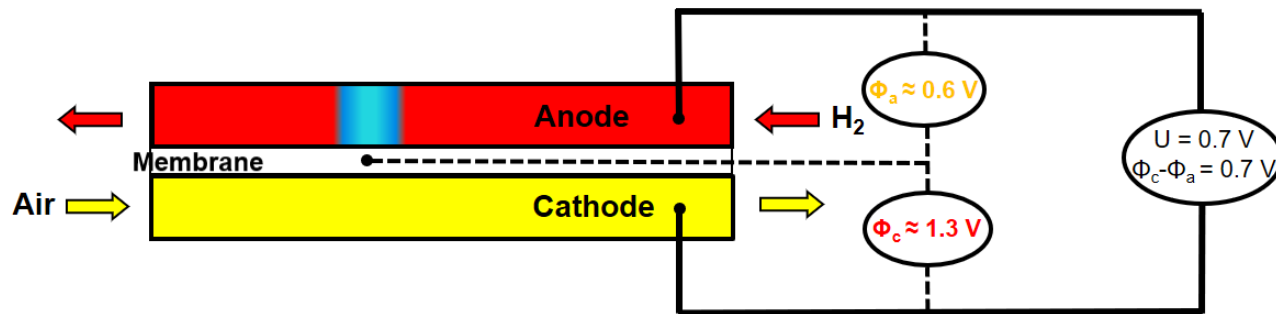 Φa ≈ 0.6 V
Anode
H2
U = 0.7 V
Φc-Φa = 0.7 V
Membrane
Air
Cathode
Φc ≈ 1.3 V